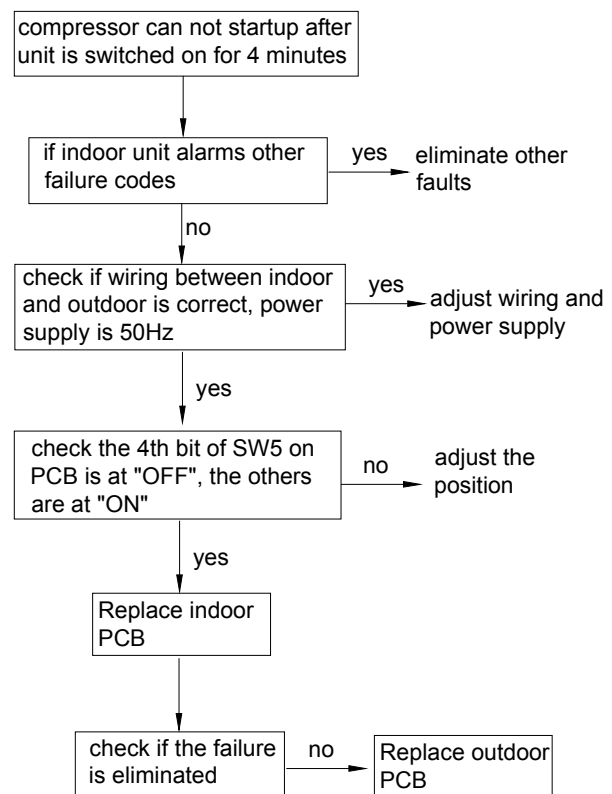 compressor can not startup after
unit is switched on for 4 minutes
if indoor unit alarms other
failure codes
yes
eliminate other
faults
no
check if wiring between indoor
and outdoor is correct, power
supply is 50Hz
yes
adjust wiring and
power supply
yes
check the 4th bit of SW5 on
PCB is at "OFF", the others
are at "ON"
no
adjust the
position
yes
Replace indoor
PCB
check if the failure
is eliminated
no
Replace outdoor
PCB